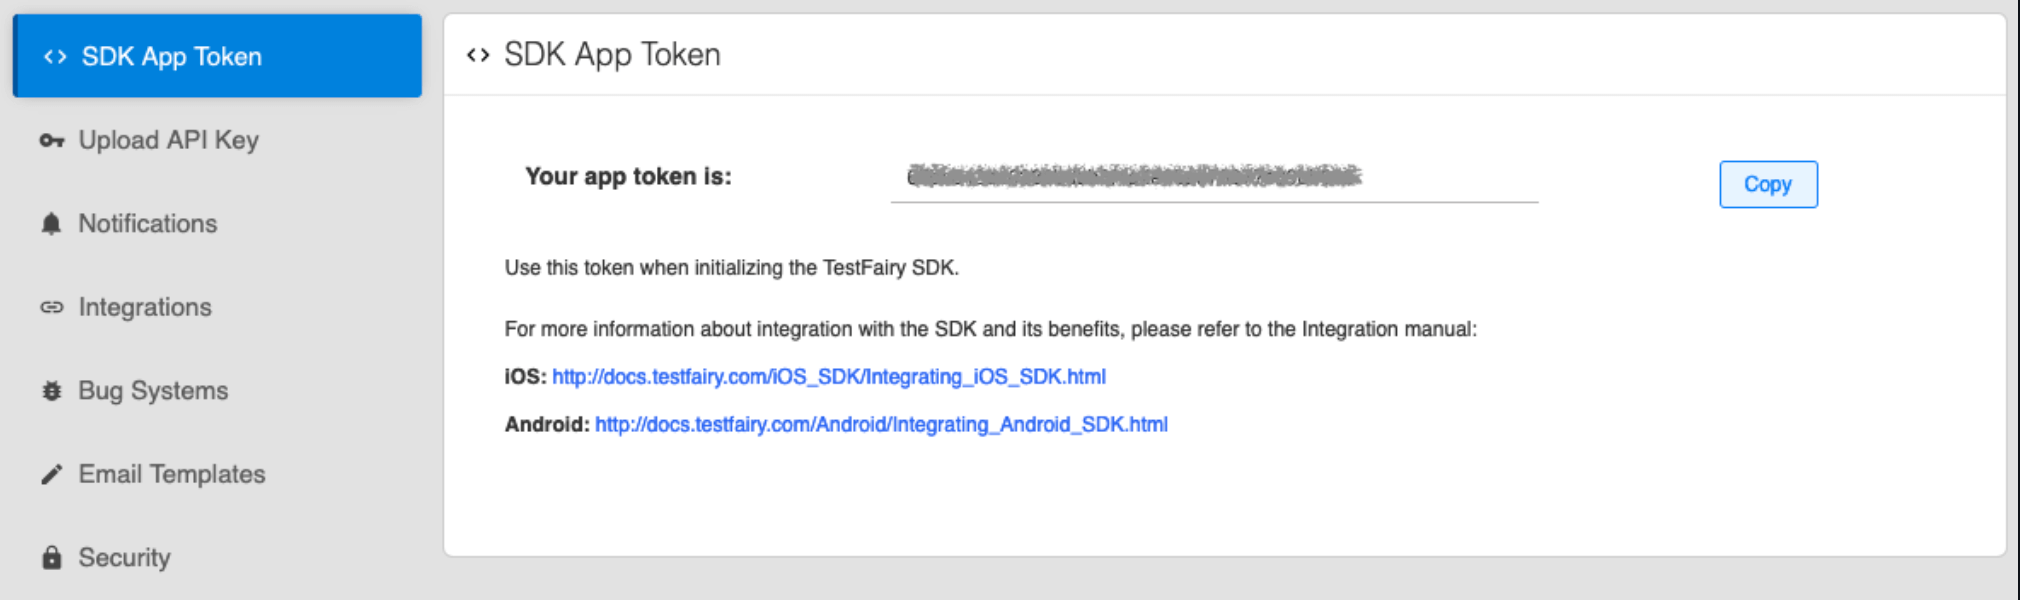 SDK App Token
Upload API Key
Notifications
Integrations
Bug Systems
Email Templates
Security
SDK App Token
Your app token is:
Copy
Use this token when initializing the TestFairy SDK.
For more information about integration with the SDK and its benefits, please refer to the Integration manual:
iOS: http://docs.testfairy.com/iOS_SDK/Integrating_iOS_SDK.html
Android: http://docs.testfairy.com/Android/Integrating_Android_SDK.html